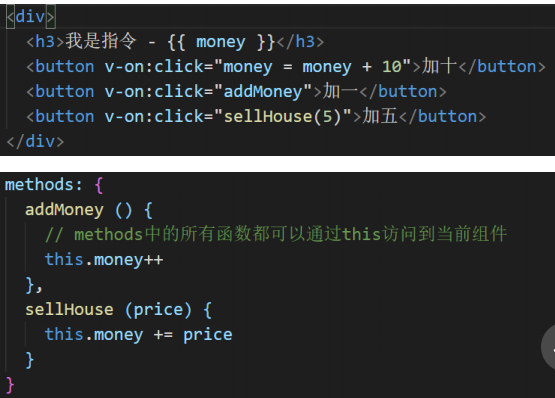 <div>
<h3>我是指令 - {{ money }}</h3>
<button v-on:click="money = money + 10">加十</button>
<button v-on:click="addMoney">加一</button>
<button v-on:click="sellHouse(5)">加五</button>
</div>
methods: {
addMoney () {
// methods中的所有函数都可以通过this访问到当前组件
this.money++
},
sellHouse (price) {
this.money += price
}
}